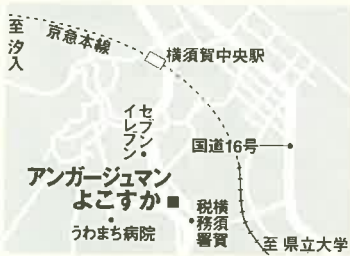 至 汐入
京急本線
横須賀中央駅
セブン
イレブン
国道16号
アンガージュマン
よこすか
うわまち病院
横須賀
税務署
至 県立大学